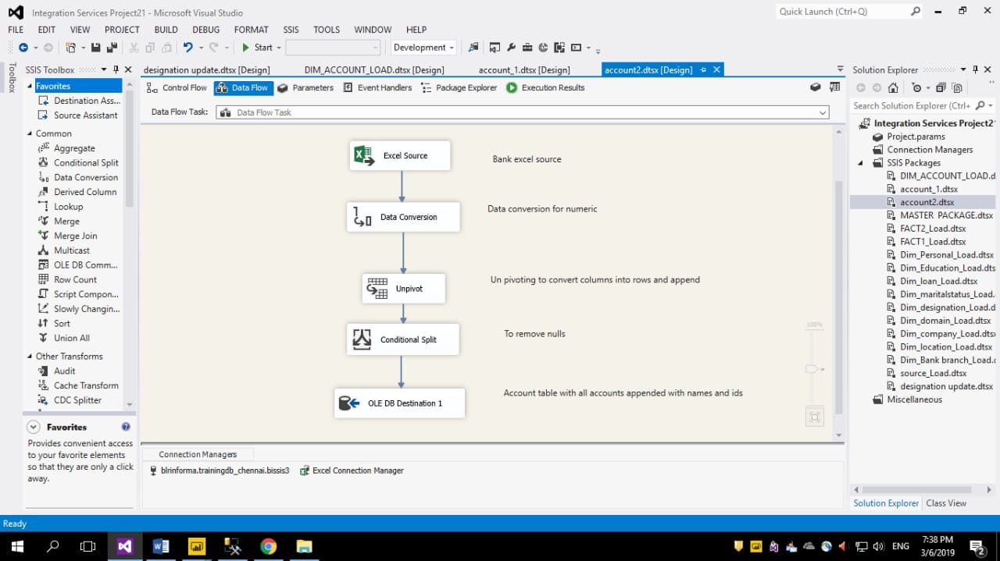 Integration Services Project21 - Microsoft Visual Studio
Quick Launch (Ctrl+Q)
FILE EDIT VIEW PROJECT BUILD DEBUG FORMAT SSIS TOOLS WINDOW HELP
Start Development
Toolbox
SSIS Toolbox
Favorites
Destination Ass...
Source Assistant
Common
Aggregate
Conditional Split
Data Conversion
Derived Column
Lookup
Merge
Merge Join
Multicast
OLE DB Comm...
Row Count
Script Compon...
Slowly Changin...
Sort
Union All
Other Transforms
Audit
Cache Transform
CDC Splitter
Favorites
Provides convenient access
to your favorite elements
so that they are only a click
away.
designation update.dtsx [Design] DIM_ACCOUNT_LOAD.dtsx [Design] account_1.dtsx [Design] account2.dtsx [Design]
Control Flow Data Flow Parameters Event Handlers Package Explorer Execution Results
Data Flow Task: Data Flow Task
Excel Source
Bank excel source
Data Conversion
Data conversion for numeric
Unpivot
Un pivoting to convert columns into rows and append
Conditional Split
To remove nulls
OLE DB Destination 1
Account table with all accounts appended with names and ids
100%
Connection Managers
blrinforma.trainingdb_chennai.bissis3 Excel Connection Manager
Solution Explorer
Search Solution Explorer (Ctrl+
Integration Services Project2
Project.params
Connection Managers
SSIS Packages
DIM_ACCOUNT_LOAD.d
account_1.dtsx
account2.dtsx
MASTER_PACKAGE.dtsx
FACT2_Load.dtsx
FACT1_Load.dtsx
Dim_Personal_Load.dtsx
Dim_Education_Load.dts
Dim_loan_Load.dtsx
Dim_maritalstatus_Load.
Dim_designation_Load.d
Dim_domain_Load.dtsx
Dim_company_Load.dtsx
Dim_location_Load.dtsx
Dim_Bank branch_Load.c
source_Load.dtsx
designation update.dtsx
Miscellaneous
Solution Explorer Class View
Ready
ENG
7:38 PM
3/6/2019
2